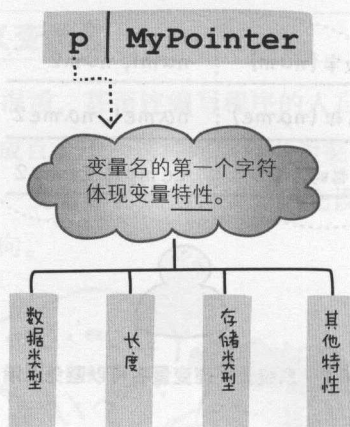 p MyPointer
变量名的第一个字符
体现变量特性。
数据类型
长度
存储类型
其他特性